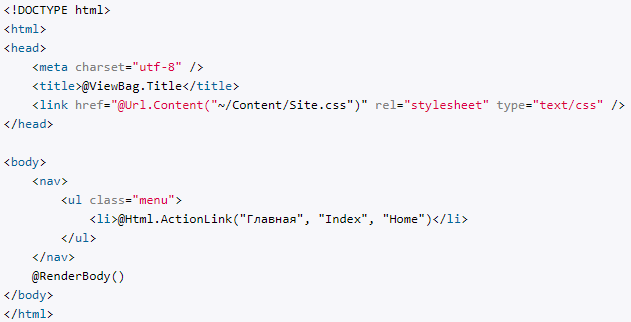 <!DOCTYPE html>
<html>
<head>
    <meta charset="utf-8" />
    <title>@ViewBag.Title</title>
    <link href="@Url.Content("~/Content/Site.css")" rel="stylesheet" type="text/css" />
</head>

<body>
    <nav>
        <ul class="menu">
            <li>@Html.ActionLink("Главная", "Index", "Home")</li>
        </ul>
    </nav>
    @RenderBody()
</body>
</html>